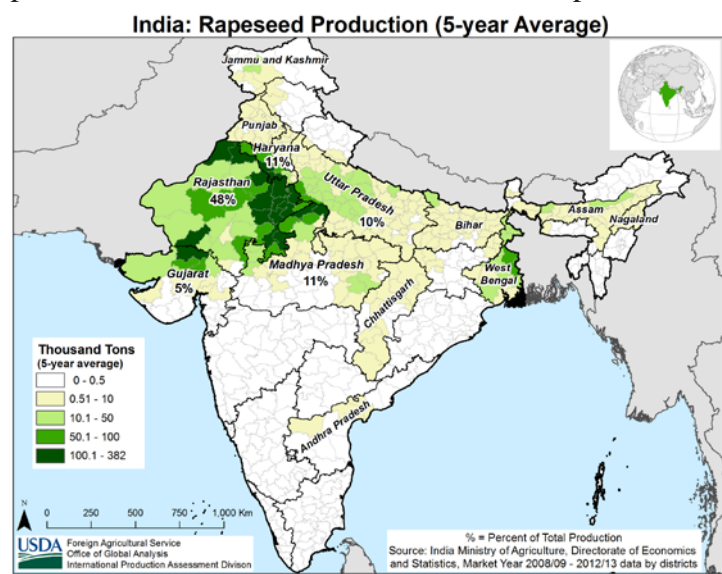 India: Rapeseed Production (5-year Average)
Jammu and Kashmir
Punjab
Haryana
11%
Rajasthan
48%
Uttar Pradesh
10%
Bihar
Assam
Nagaland
Gujarat
5%
Madhya Pradesh
11%
West
Bengal
Chhattisgarh
Andhra Pradesh
Thousand Tons
(5-year average)
0 - 0.5
0.51 - 10
10.1 - 50
50.1 - 100
100.1 - 382
N
0 250 500 750 1,000 Km
USDA
Foreign Agricultural Service
Office of Global Analysis
International Production Assessment Divison
% = Percent of Total Production
Source: India Ministry of Agriculture, Directorate of Economics
and Statistics, Market Year 2008/09 - 2012/13 data by districts